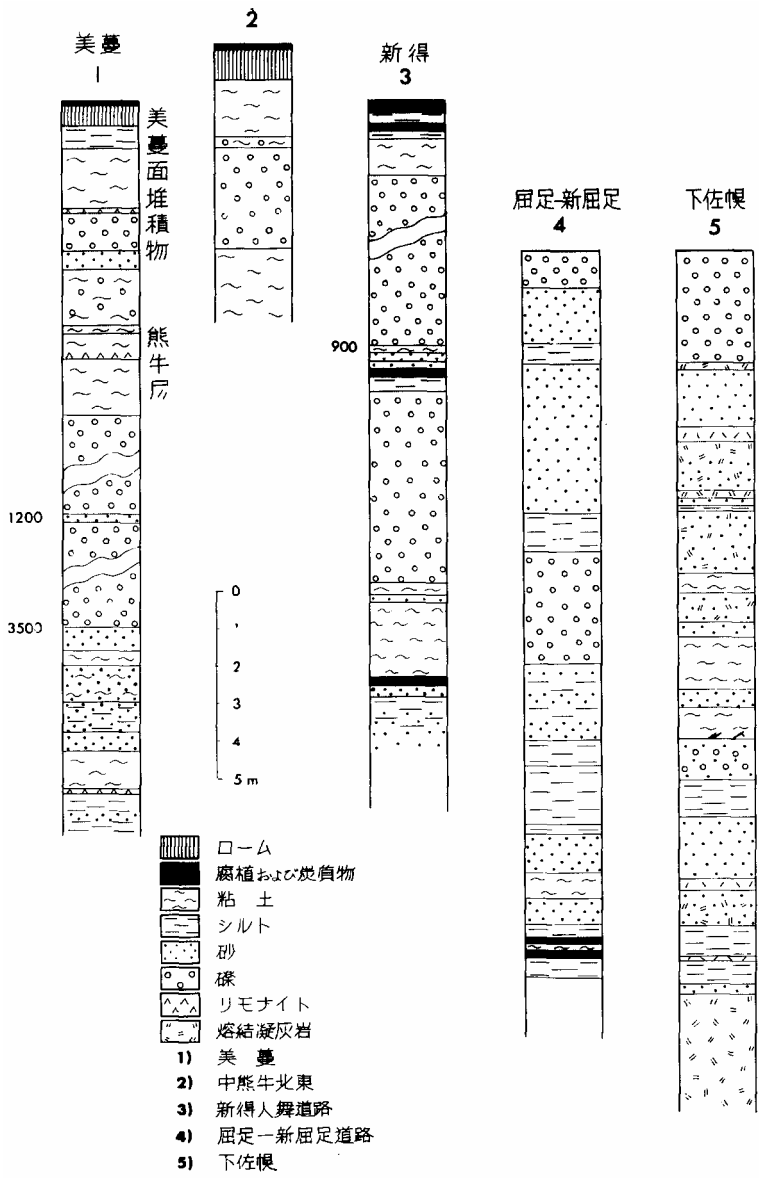 美蔓
1
2
新得
3
屈足-新屈足
4
下佐幌
5
美蔓面堆積物
熊牛層
900
1200
3500
0
1
2
3
4
5 m
ローム
腐植および炭質物
粘 土
シルト
砂
礫
リモナイト
熔結凝灰岩
1) 美 蔓
2) 中熊牛北東
3) 新得人舞道路
4) 屈足-新屈足道路
5) 下佐幌